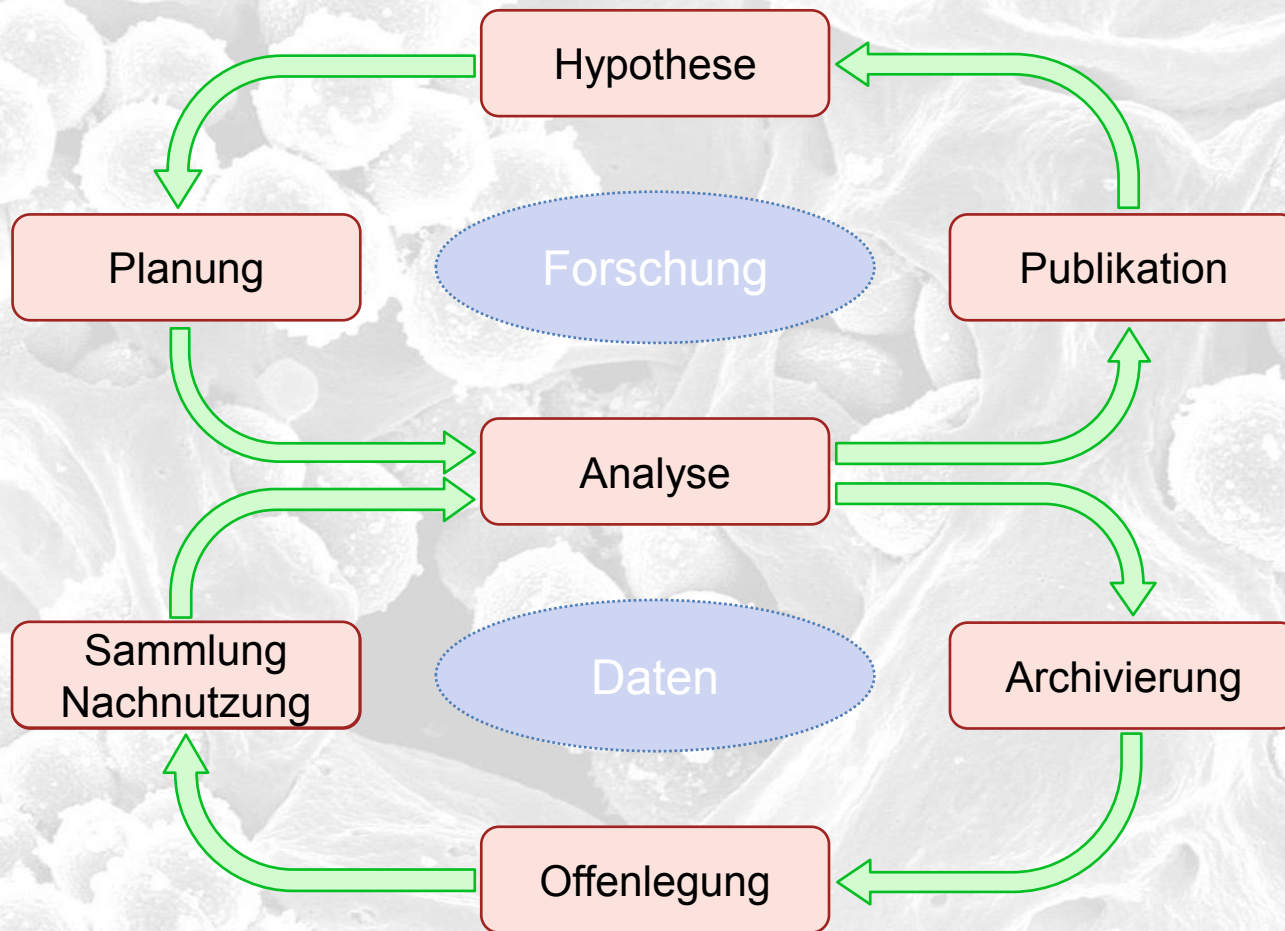 Hypothese
Planung
Forschung
Publikation
Analyse
Sammlung
Nachnutzung
Daten
Archivierung
Offenlegung